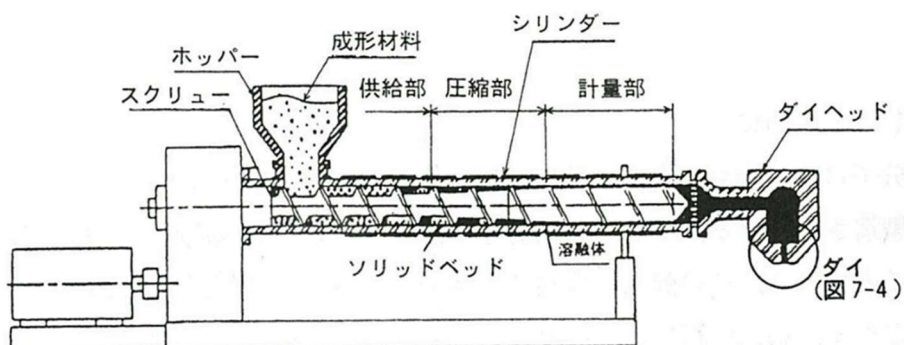 シリンダー
成形材料
ホッパー
供給部 圧縮部 計量部
スクリュー
ダイヘッド
ソリッドベッド
溶融体
ダイ
(図7-4)